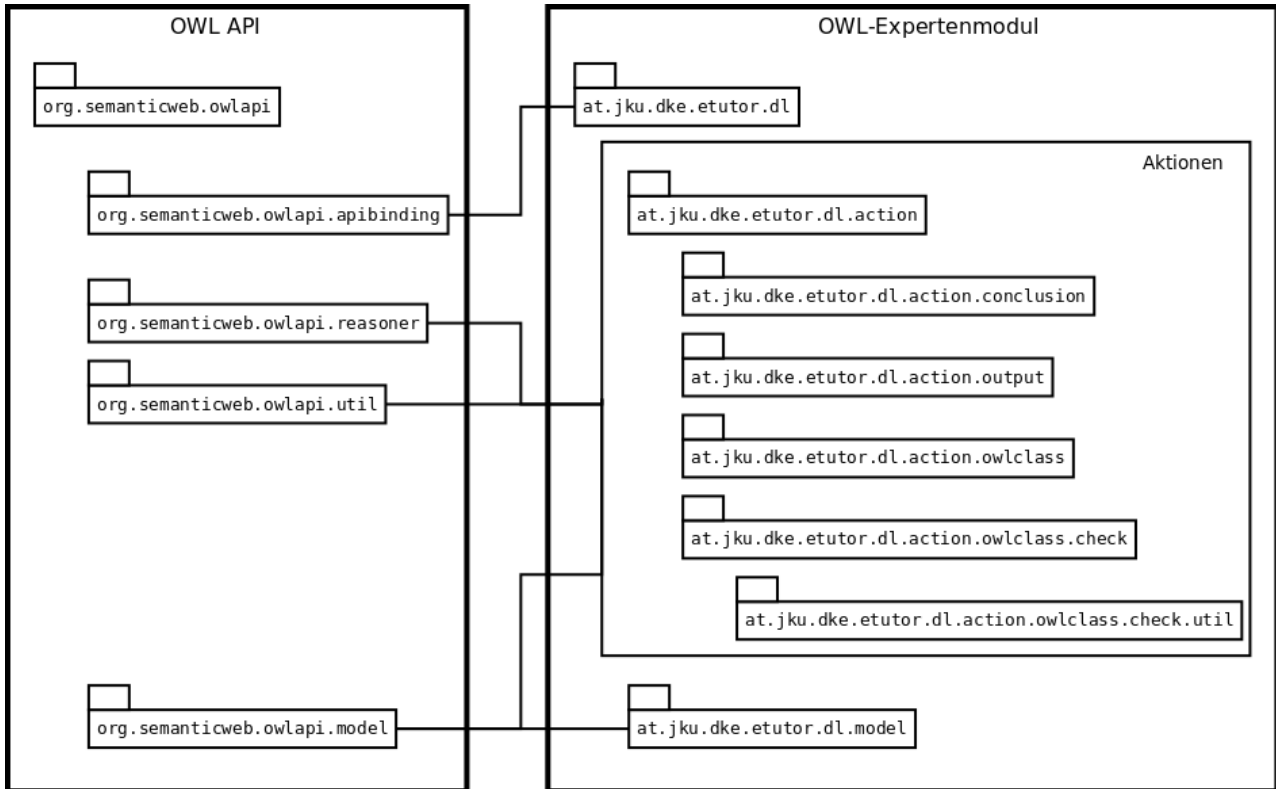 OWL API
org.semanticweb.owlapi
org.semanticweb.owlapi.apibinding
org.semanticweb.owlapi.reasoner
org.semanticweb.owlapi.util
org.semanticweb.owlapi.model
OWL-Expertenmodul
at.jku.dke.etutor.dl
Aktionen
at.jku.dke.etutor.dl.action
at.jku.dke.etutor.dl.action.conclusion
at.jku.dke.etutor.dl.action.output
at.jku.dke.etutor.dl.action.owlclass
at.jku.dke.etutor.dl.action.owlclass.check
at.jku.dke.etutor.dl.action.owlclass.check.util
at.jku.dke.etutor.dl.model